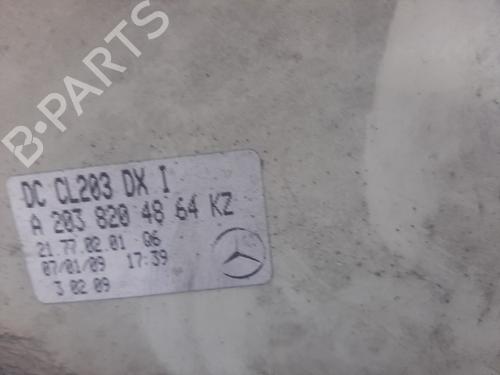 B-PARTS
DC CL203 DX I
A 203 820 48 64 KZ
21.77.02.01 Q6
07/01/09 17:39
3 02 09